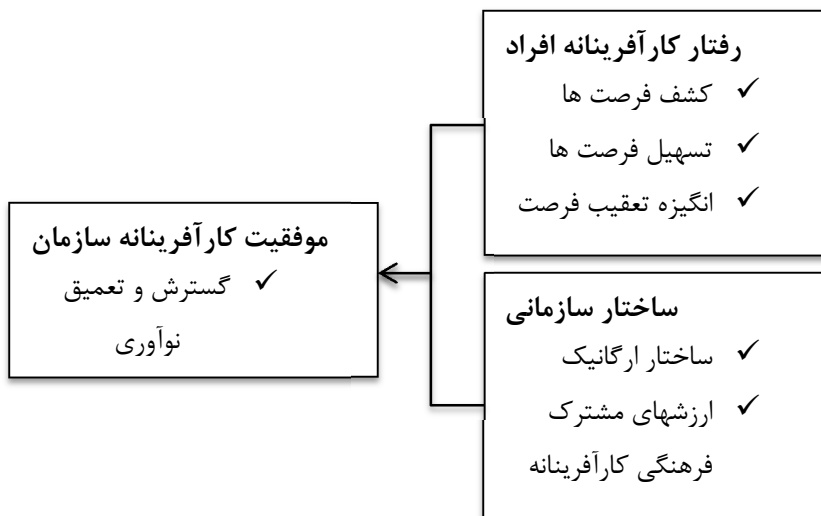 رفتار کارآفرینانه افراد
✓ کشف فرصت ها
✓ تسهیل فرصت ها
✓ انگیزه تعقیب فرصت
ساختار سازمانی
✓ ساختار ارگانیک
✓ ارزشهای مشترک
فرهنگی کارآفرینانه
موفقیت کارآفرینانه سازمان
✓ گسترش و تعمیق
نوآوری